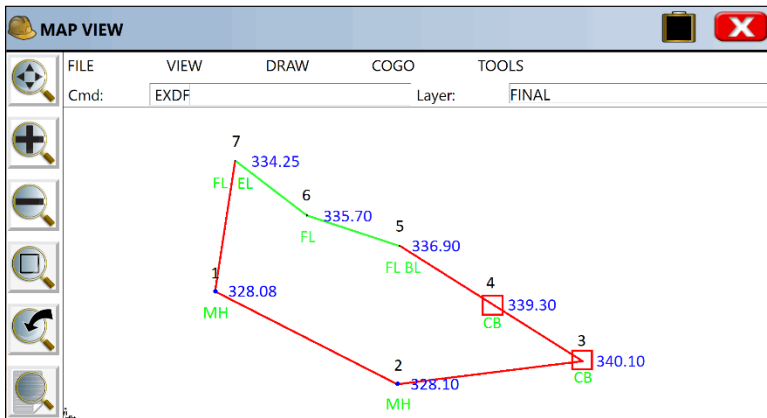 MAP VIEW
FILE VIEW DRAW COGO TOOLS
Cmd: EXDF Layer: FINAL
7
334.25
FL EL
6
335.70
FL
5
336.90
FL BL
4
339.30
CB
3
340.10
CB
1
328.08
MH
2
328.10
MH